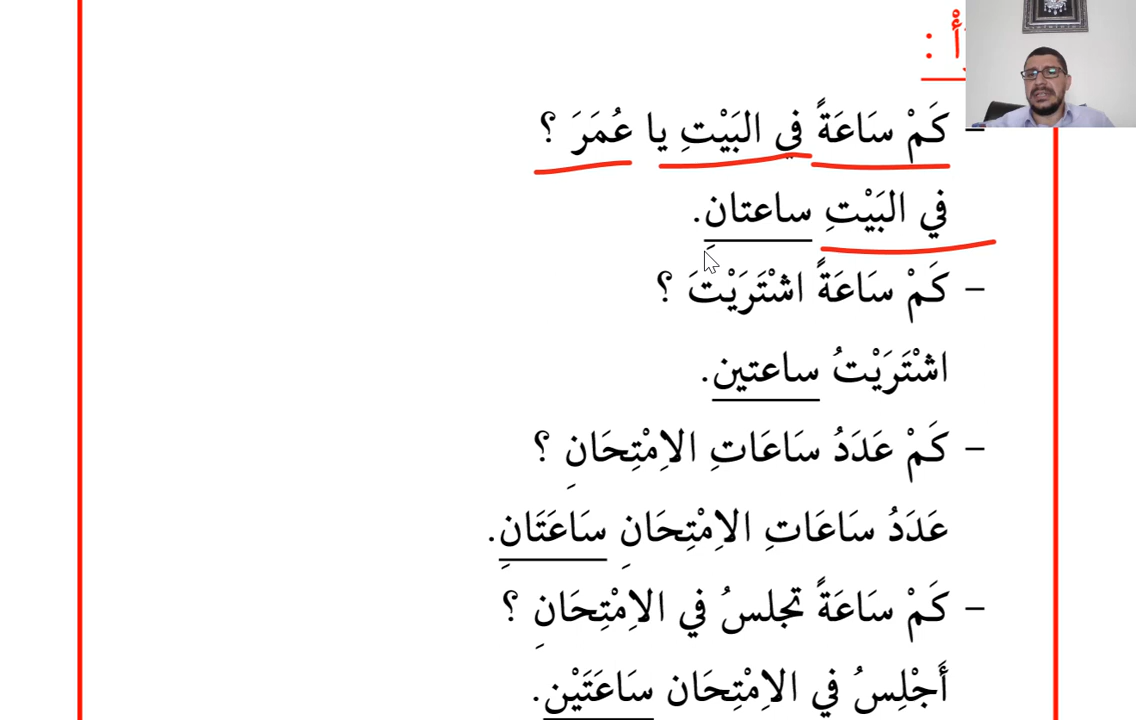 - كَمْ سَاعَةً في البَيْتِ يا عُمَرَ ؟
في البَيْتِ ساعتانِ.
- كَمْ سَاعَةً اشْتَرَيْتَ ؟
اشْتَرَيْتُ ساعتين.
- كَمْ عَدَدُ سَاعَاتِ الاِمْتِحَانِ ؟
عَدَدُ سَاعَاتِ الاِمْتِحَانِ سَاعَتَانِ.
- كَمْ سَاعَةً تجلسُ في الاِمْتِحَانِ ؟
أَجْلِسُ في الاِمْتِحَان سَاعَتَيْنِ.